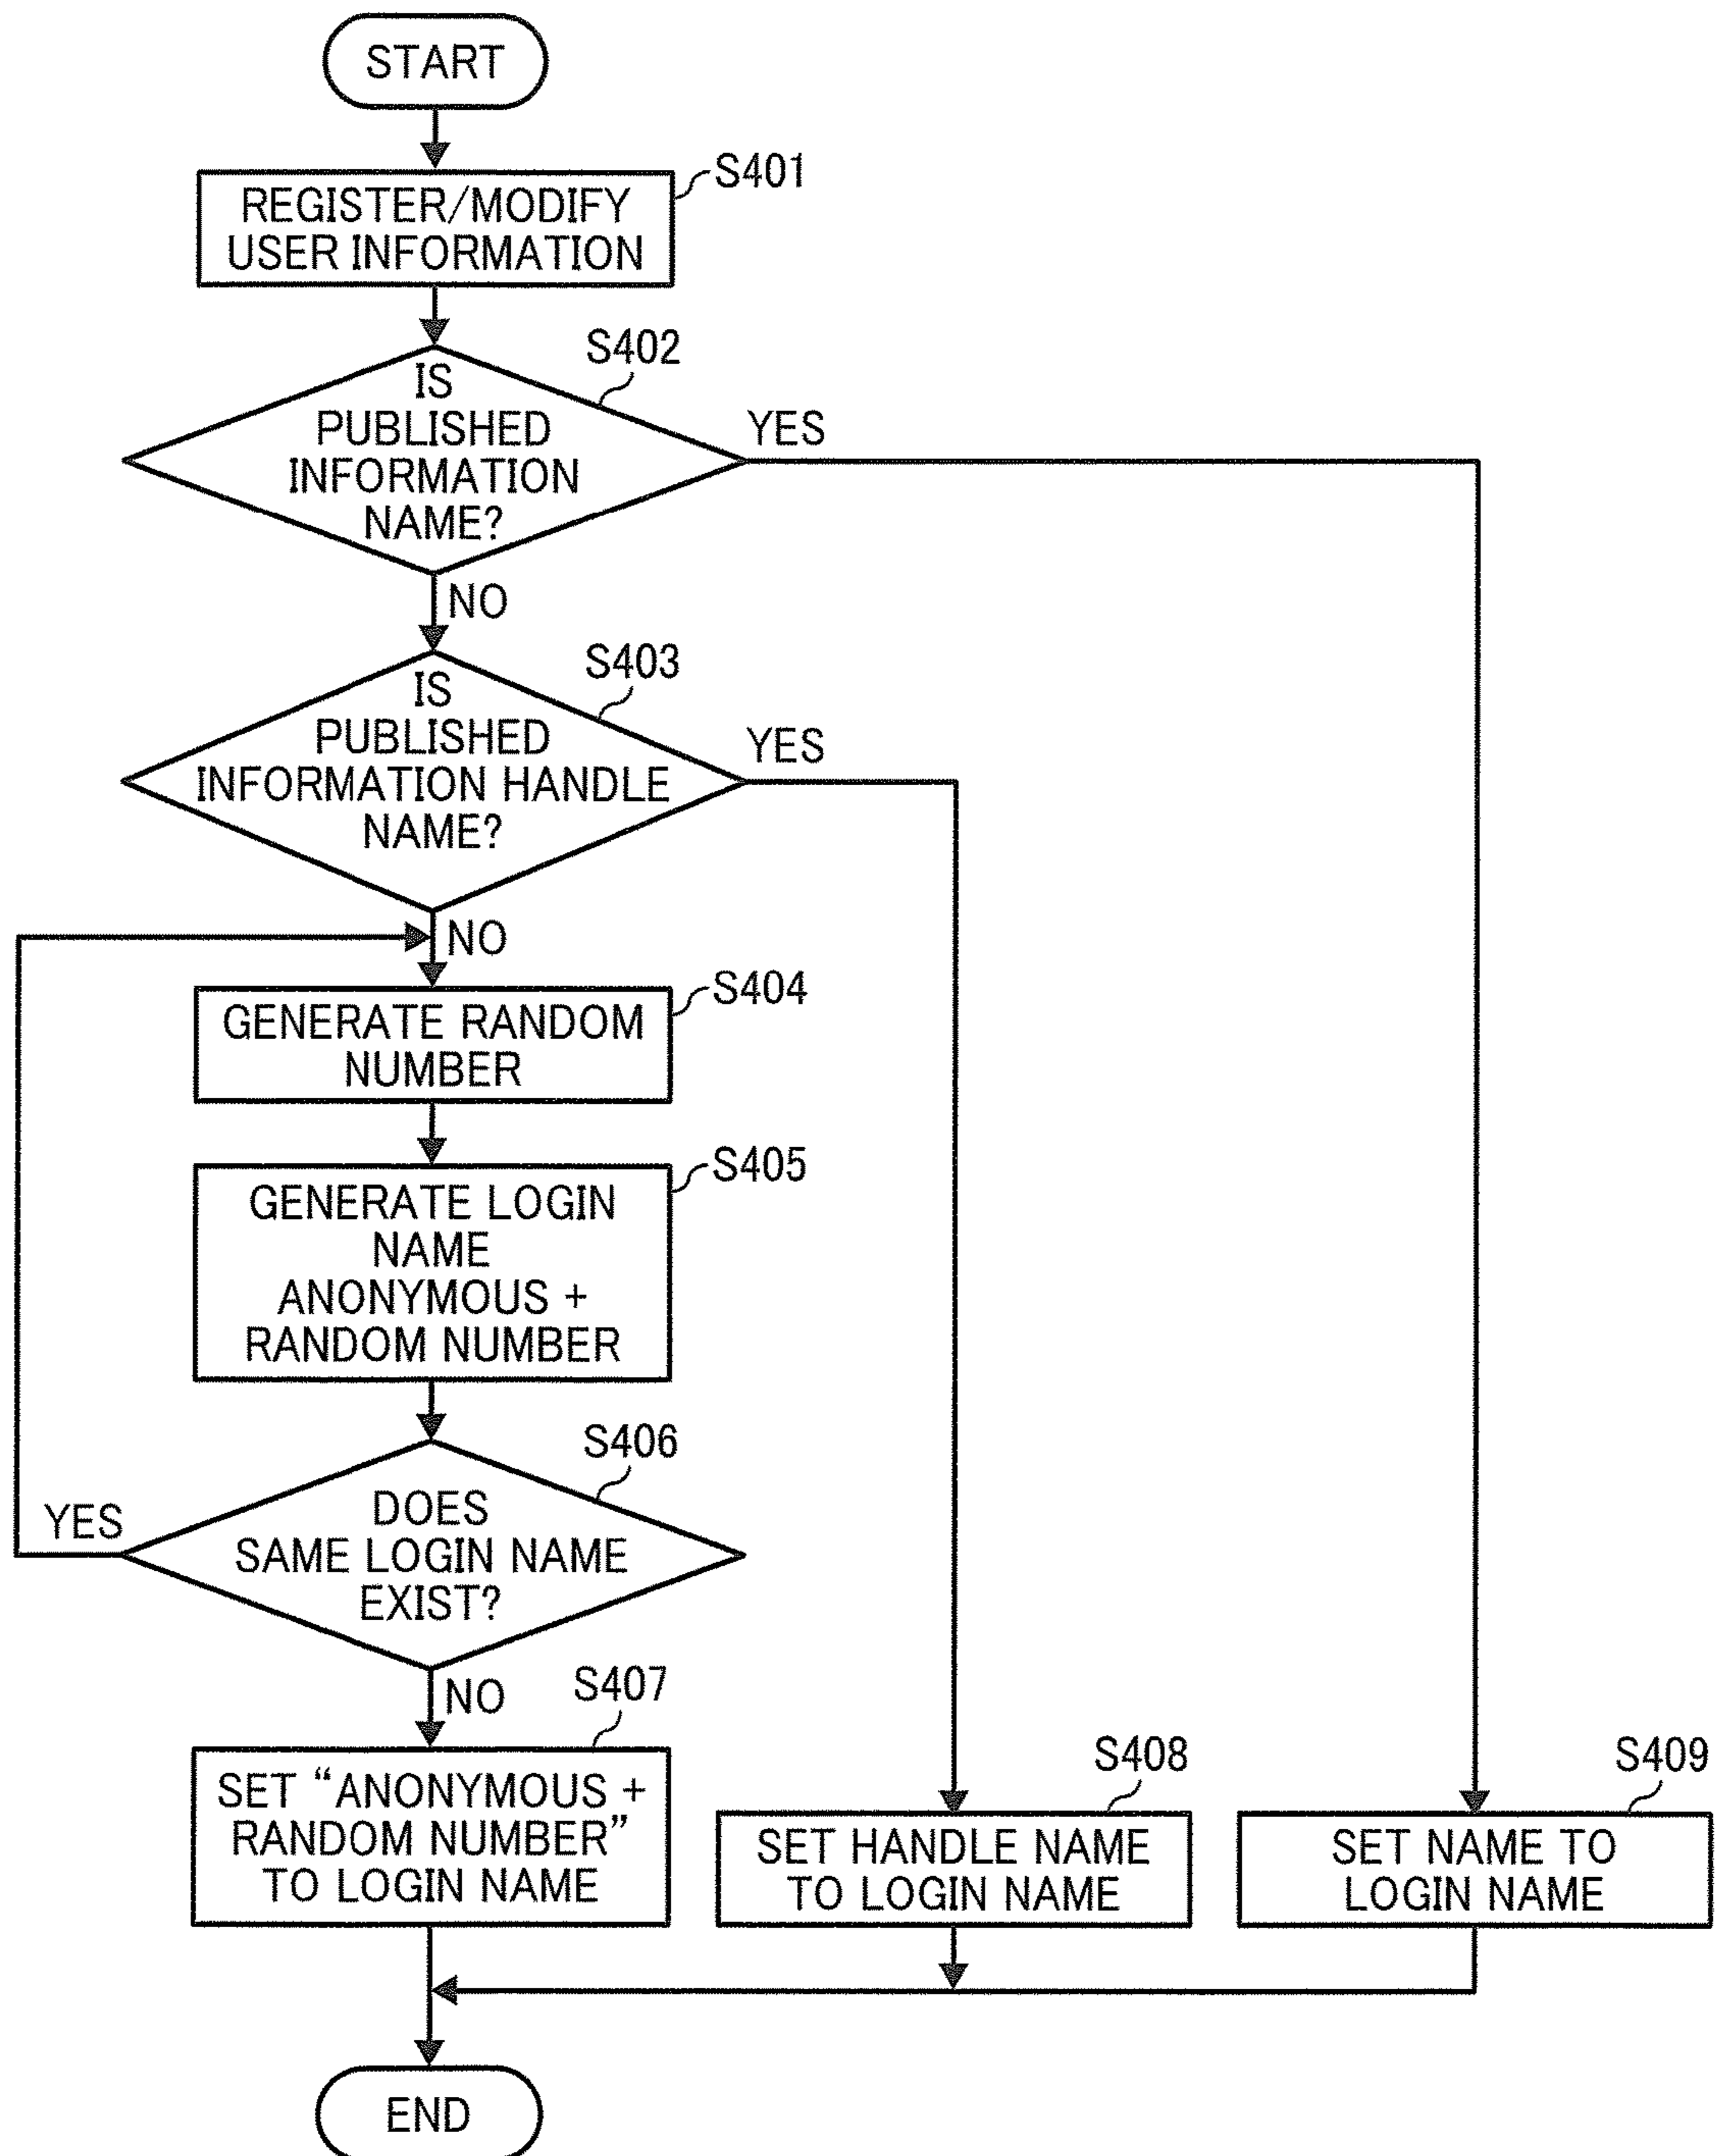 START
S401
REGISTER/MODIFY
USER INFORMATION
S402
IS
PUBLISHED
INFORMATION
NAME?
YES
NO
S403
IS
PUBLISHED
INFORMATION HANDLE
NAME?
YES
NO
S404
GENERATE RANDOM
NUMBER
S405
GENERATE LOGIN
NAME
ANONYMOUS +
RANDOM NUMBER
S406
DOES
SAME LOGIN NAME
EXIST?
YES
NO
S407
SET “ANONYMOUS +
RANDOM NUMBER”
TO LOGIN NAME
S408
SET HANDLE NAME
TO LOGIN NAME
S409
SET NAME TO
LOGIN NAME
END